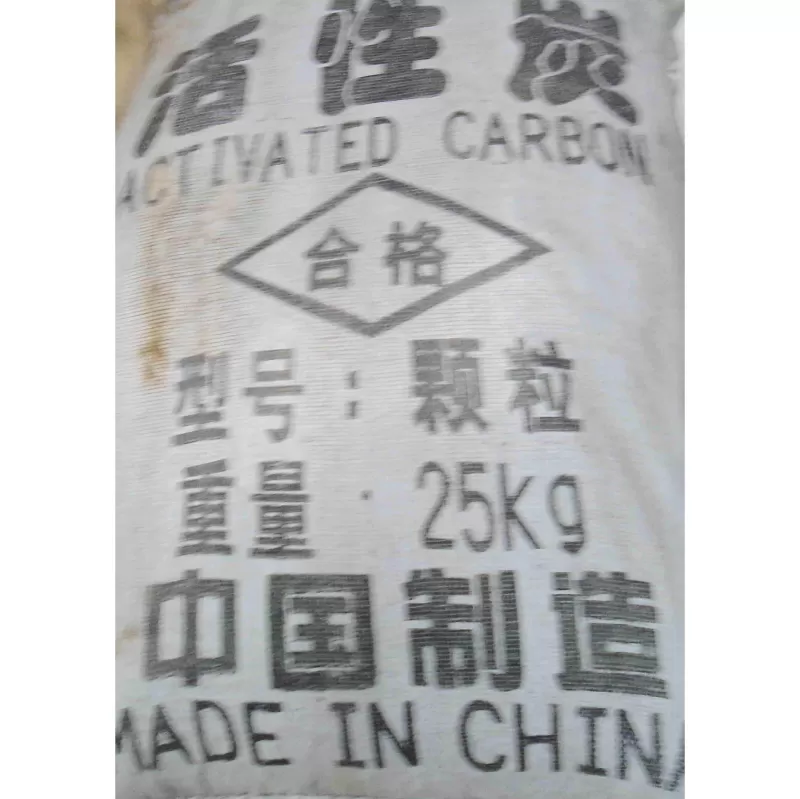 活性炭
ACTIVATED CARBON
合格
型号：颗粒
重量：25kg
中国制造
MADE IN CHINA